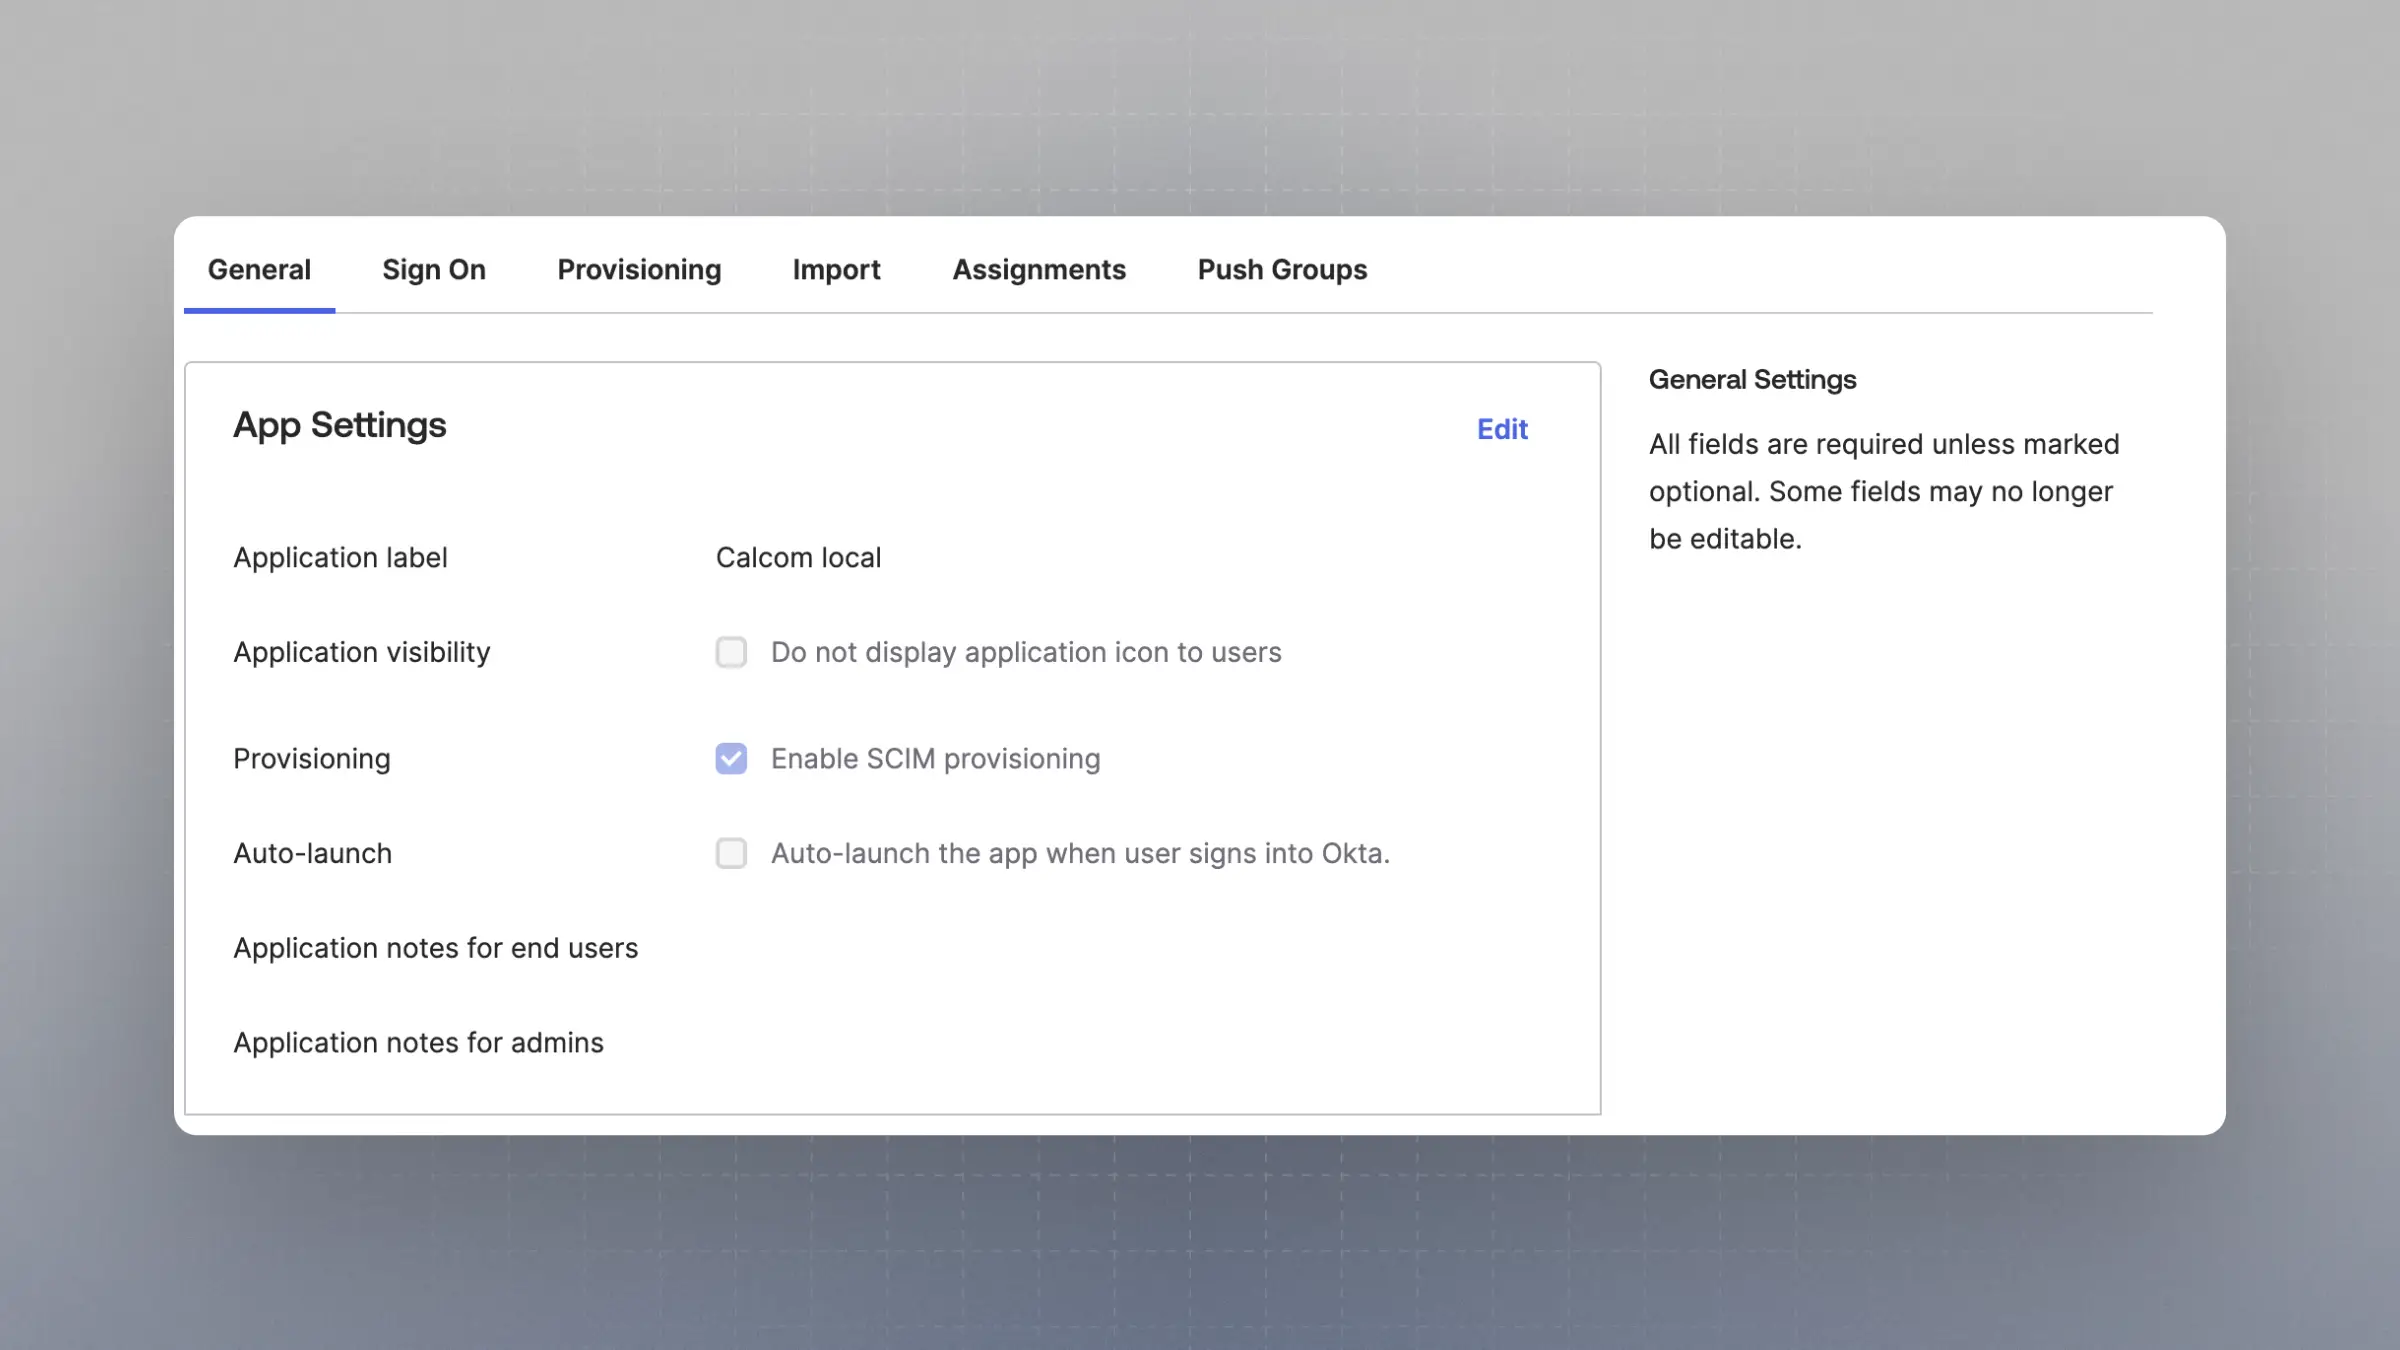 General Sign On Provisioning Import Assignments Push Groups
App Settings
Edit
Application label Calcom local
Application visibility Do not display application icon to users
Provisioning Enable SCIM provisioning
Auto-launch Auto-launch the app when user signs into Okta.
Application notes for end users
Application notes for admins
General Settings
All fields are required unless marked
optional. Some fields may no longer
be editable.